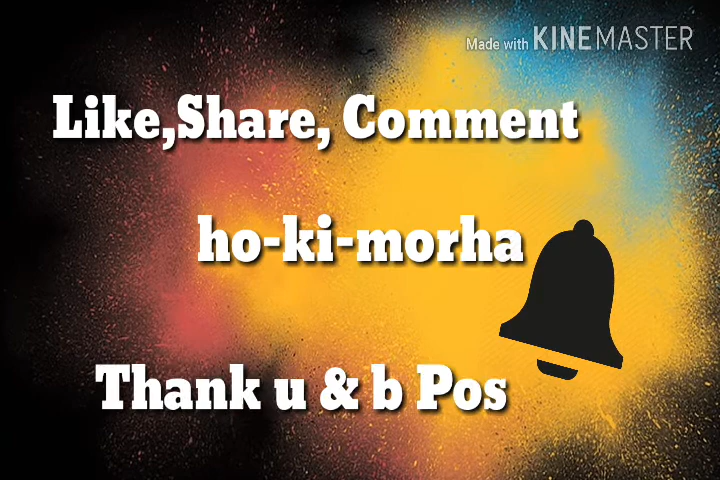 Made with KINEMASTER
Like,Share, Comment
ho-ki-morha
Thank u & b Pos